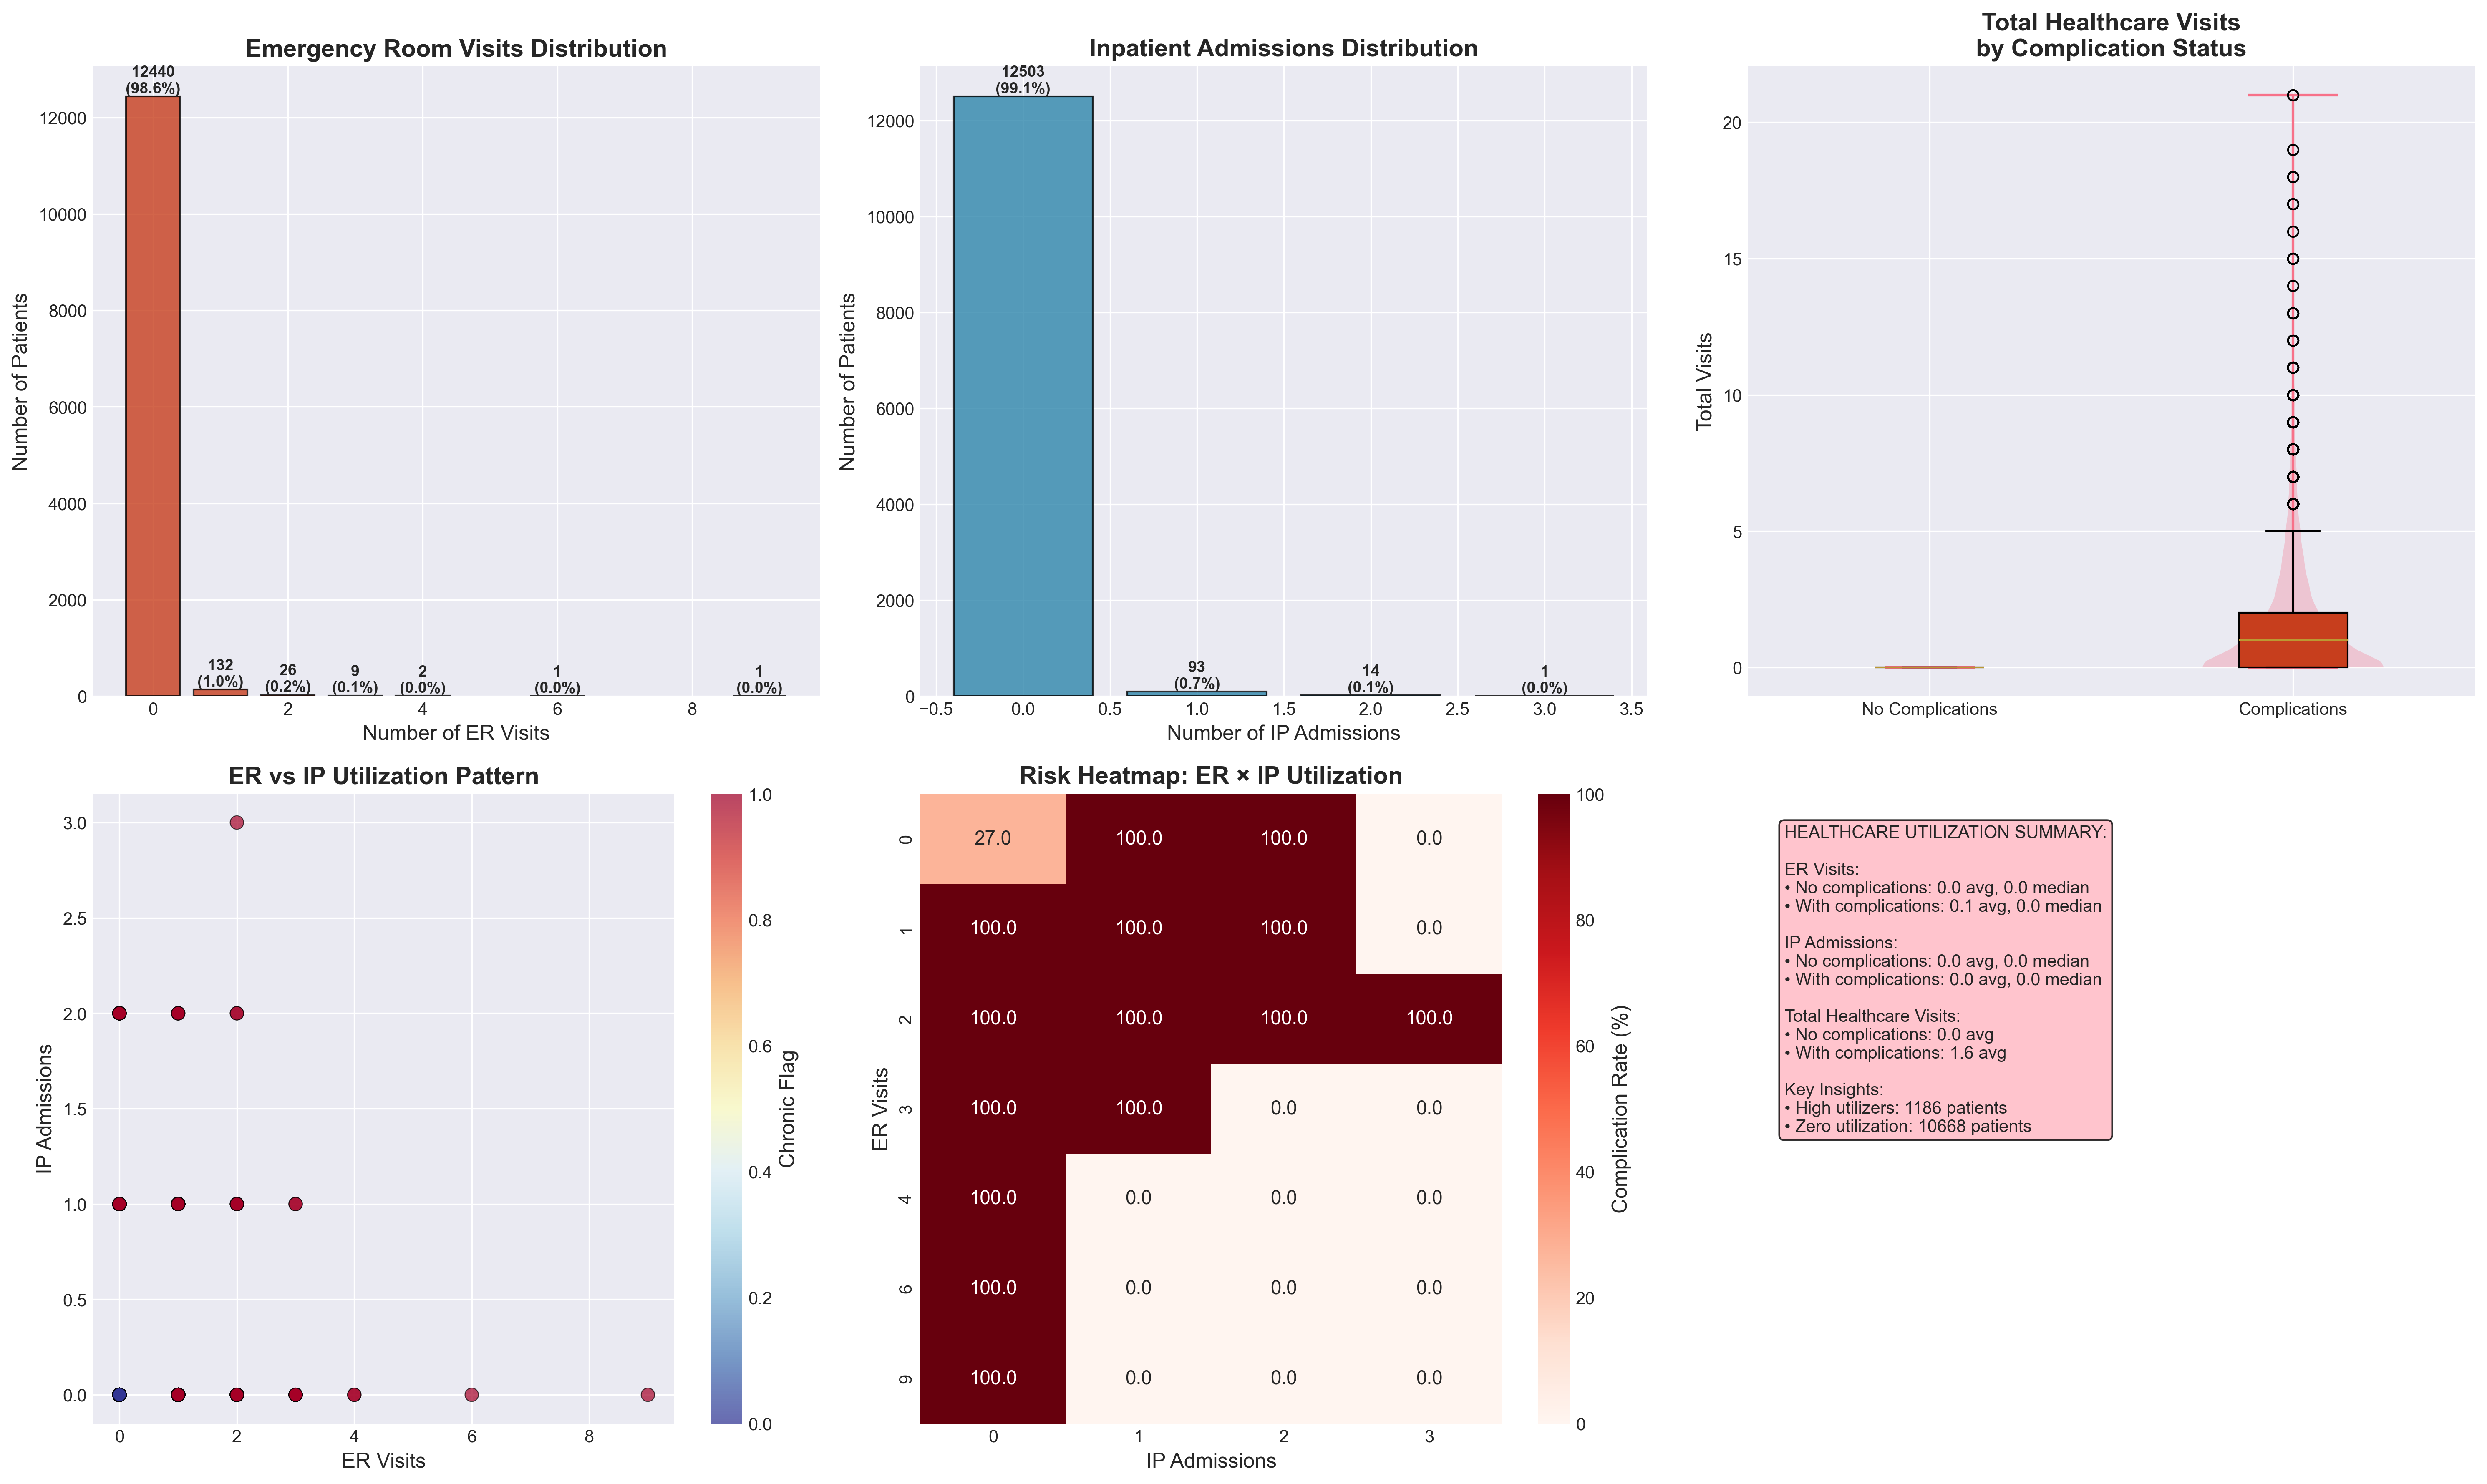 Emergency Room Visits Distribution
12440
(98.6%)
132
(1.0%)
26
(0.2%)
9
(0.1%)
2
(0.0%)
1
(0.0%)
1
(0.0%)
12000
10000
8000
6000
4000
2000
0
0
2
4
6
8
Number of Patients
Number of ER Visits
Inpatient Admissions Distribution
12503
(99.1%)
93
(0.7%)
14
(0.1%)
1
(0.0%)
12000
10000
8000
6000
4000
2000
0
−0.5
0.0
0.5
1.0
1.5
2.0
2.5
3.0
3.5
Number of Patients
Number of IP Admissions
Total Healthcare Visits
by Complication Status
20
15
10
5
0
Total Visits
No Complications
Complications
ER vs IP Utilization Pattern
3.0
2.5
2.0
1.5
1.0
0.5
0.0
0
2
4
6
8
IP Admissions
ER Visits
1.0
0.8
0.6
0.4
0.2
0.0
Chronic Flag
Risk Heatmap: ER × IP Utilization
0 27.0 100.0 100.0 0.0
1 100.0 100.0 100.0 0.0
2 100.0 100.0 100.0 100.0
3 100.0 100.0 0.0 0.0
4 100.0 0.0 0.0 0.0
6 100.0 0.0 0.0 0.0
9 100.0 0.0 0.0 0.0
0 1 2 3
ER Visits
IP Admissions
100
80
60
40
20
0
Complication Rate (%)
HEALTHCARE UTILIZATION SUMMARY:
ER Visits:
• No complications: 0.0 avg, 0.0 median
• With complications: 0.1 avg, 0.0 median
IP Admissions:
• No complications: 0.0 avg, 0.0 median
• With complications: 0.0 avg, 0.0 median
Total Healthcare Visits:
• No complications: 0.0 avg
• With complications: 1.6 avg
Key Insights:
• High utilizers: 1186 patients
• Zero utilization: 10668 patients